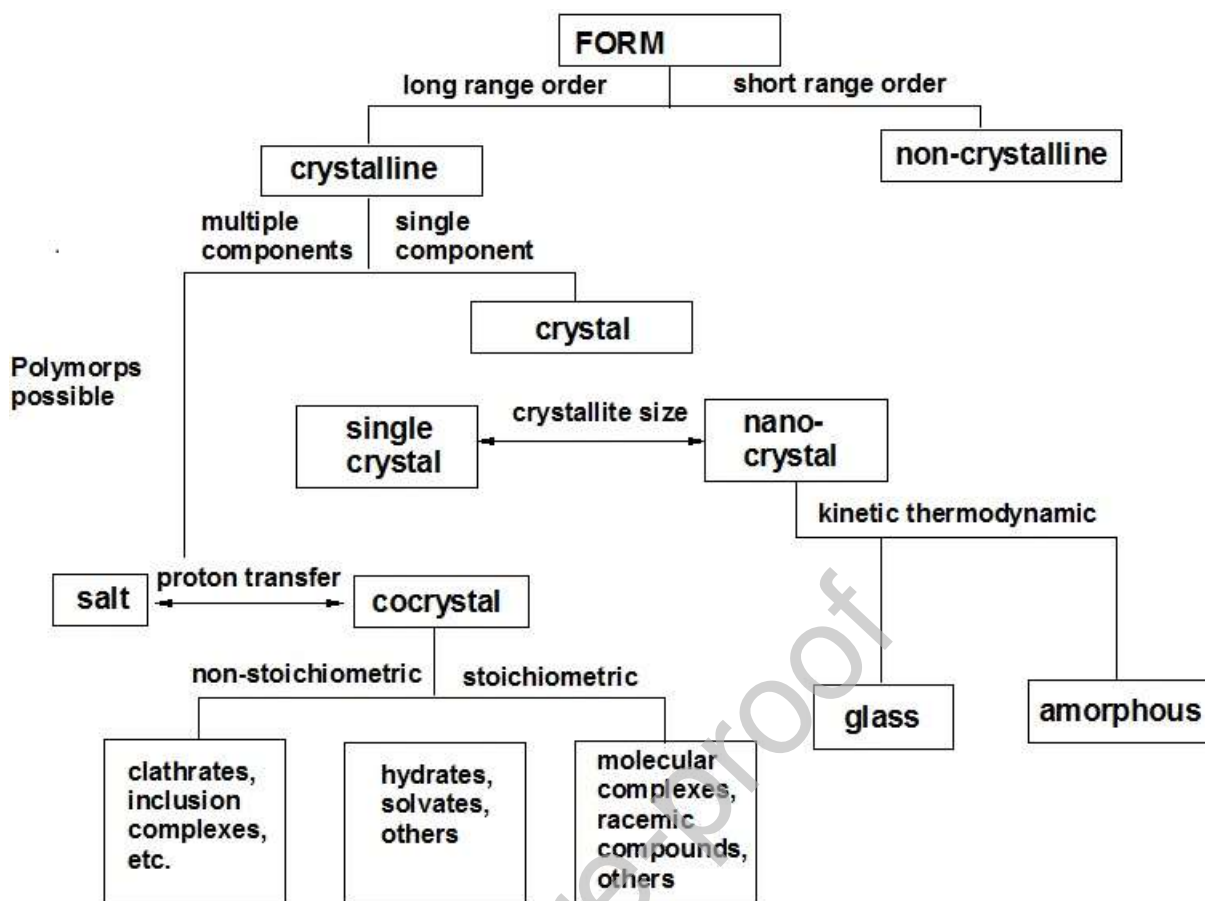 FORM
long range order
short range order
crystalline
non-crystalline
multiple
components
single
component
crystal
Polymorps
possible
single
crystal
crystallite size
nano-
crystal
kinetic thermodynamic
salt
proton transfer
cocrystal
non-stoichiometric
stoichiometric
glass
amorphous
clathrates,
inclusion
complexes,
etc.
hydrates,
solvates,
others
molecular
complexes,
racemic
compounds,
others
re-proof